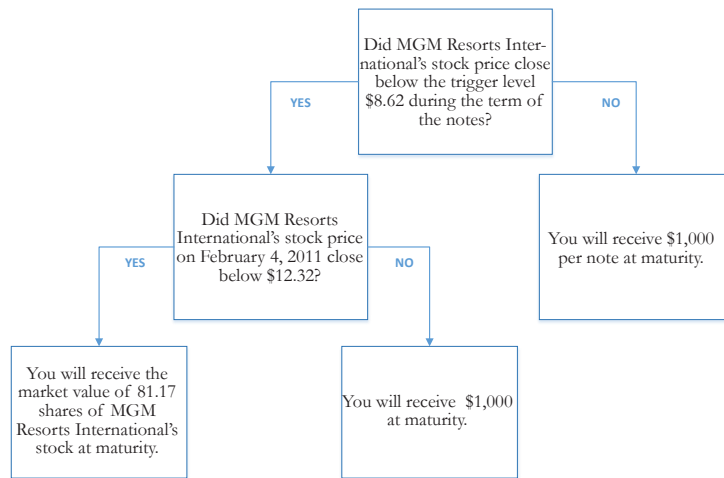 Did MGM Resorts Inter-
national's stock price close
below the trigger level
$8.62 during the term of
the notes?
YES
NO
Did MGM Resorts
International's stock price
on February 4, 2011 close
below $12.32?
You will receive $1,000
per note at maturity.
YES
NO
You will receive the
market value of 81.17
shares of MGM
Resorts International's
stock at maturity.
You will receive $1,000
at maturity.